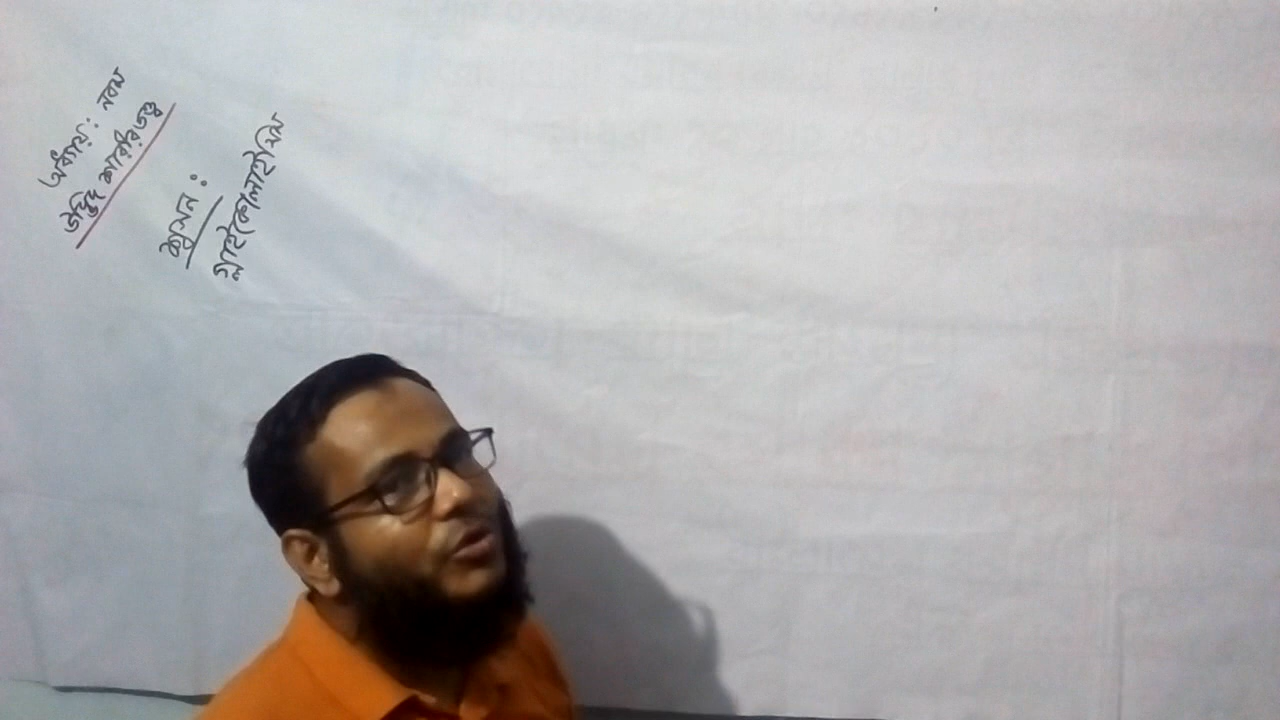 অধ্যায় : নবম
উদ্ভিদ শারীরতত্ত্ব
শ্বসন :
গ্লাইকোলাইসিস